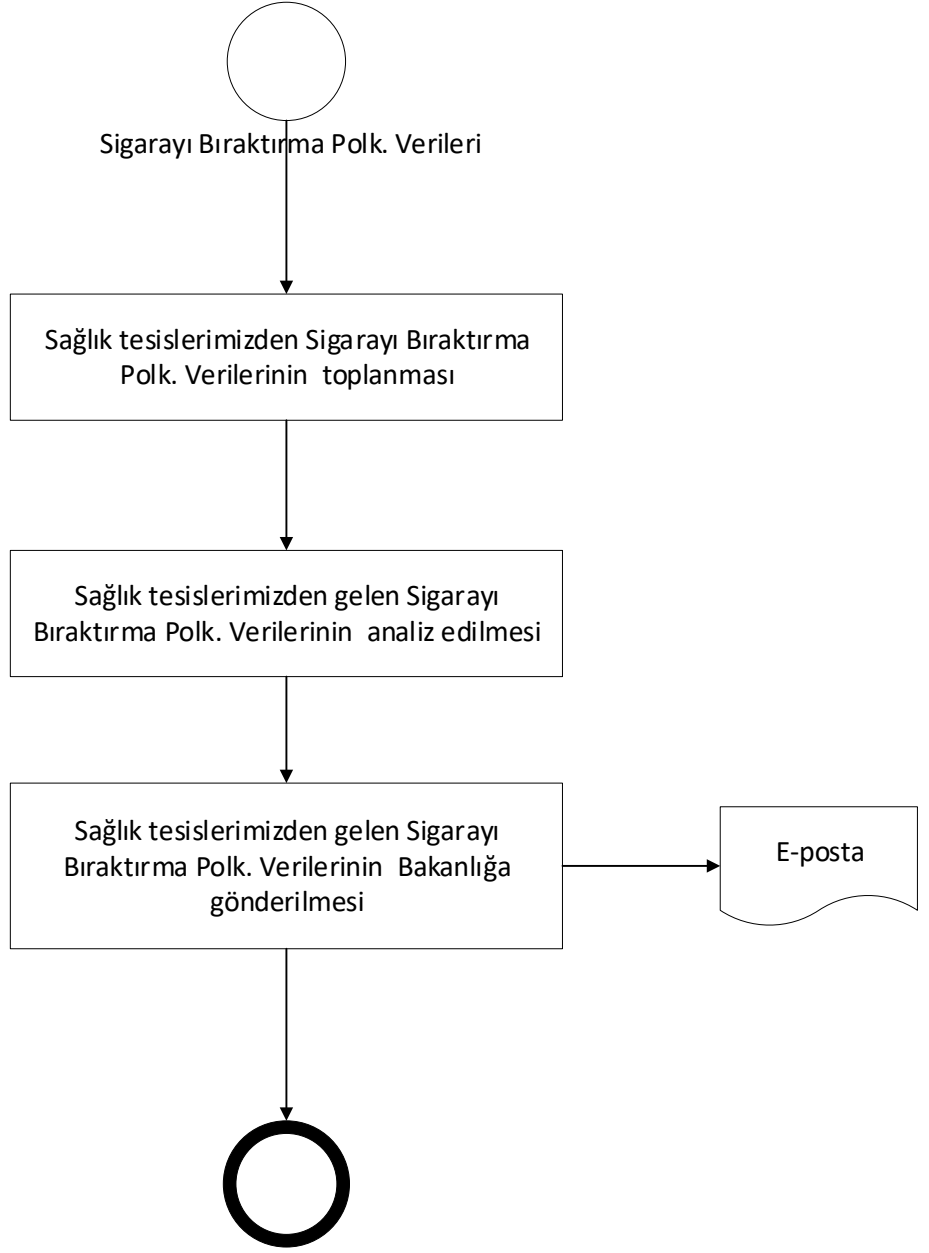 Sigarayı Bıraktırma Polk. Verileri
Sağlık tesislerimizden Sigarayı Bıraktırma
Polk. Verilerinin toplanması
Sağlık tesislerimizden gelen Sigarayı
Bıraktırma Polk. Verilerinin analiz edilmesi
Sağlık tesislerimizden gelen Sigarayı
Bıraktırma Polk. Verilerinin Bakanlığa
gönderilmesi
E-posta